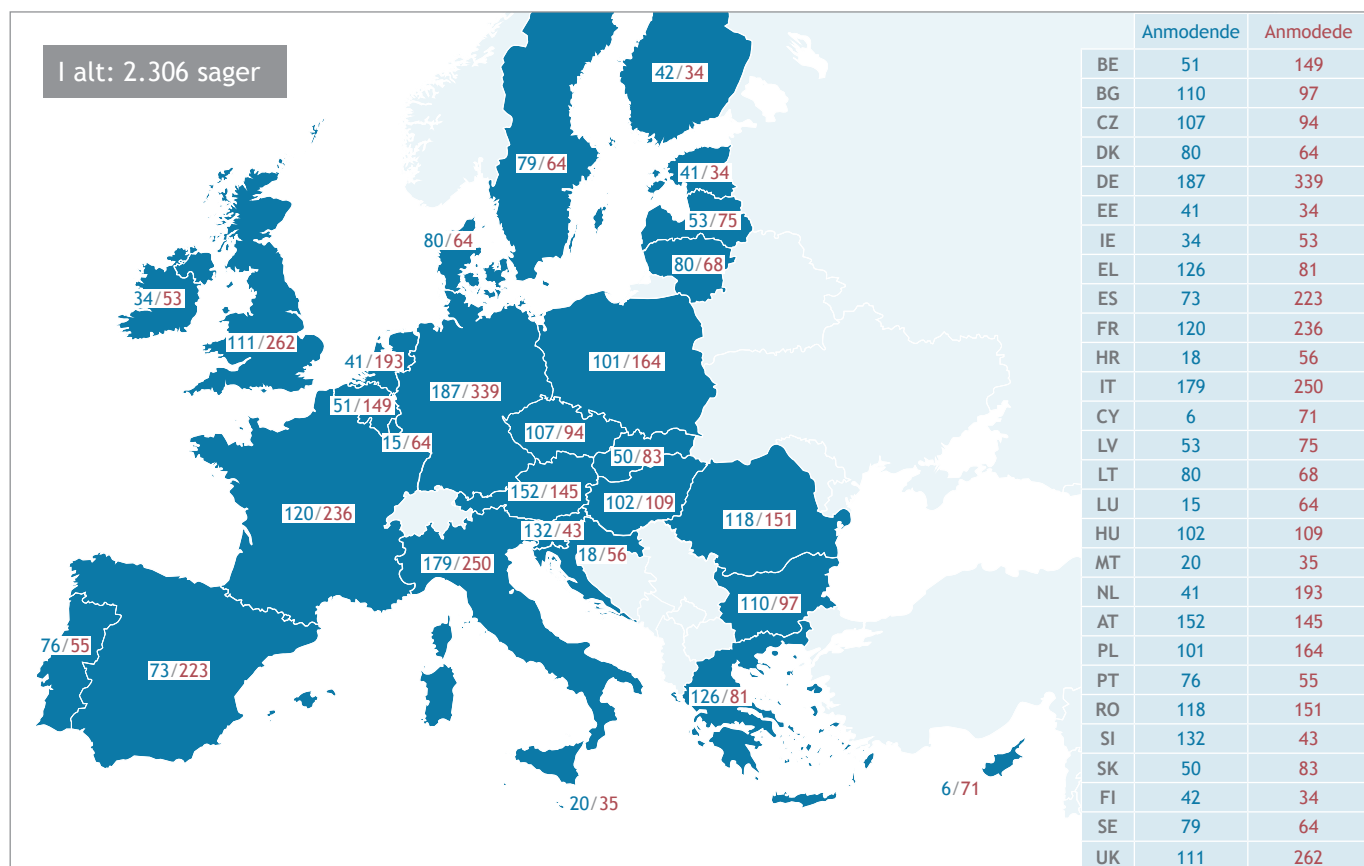 I alt: 2.306 sager
42/34
79/64
41/34
53/75
80/64
80/68
34/53
111/262
41/193
101/164
187/339
51/149
15/64
107/94
50/83
152/145
102/109
120/236
118/151
132/43
18/56
179/250
110/97
76/55
73/223
126/81
6/71
20/35
Anmodende Anmodede
BE 51 149
BG 110 97
CZ 107 94
DK 80 64
DE 187 339
EE 41 34
IE 34 53
EL 126 81
ES 73 223
FR 120 236
HR 18 56
IT 179 250
CY 6 71
LV 53 75
LT 80 68
LU 15 64
HU 102 109
MT 20 35
NL 41 193
AT 152 145
PL 101 164
PT 76 55
RO 118 151
SI 132 43
SK 50 83
FI 42 34
SE 79 64
UK 111 262